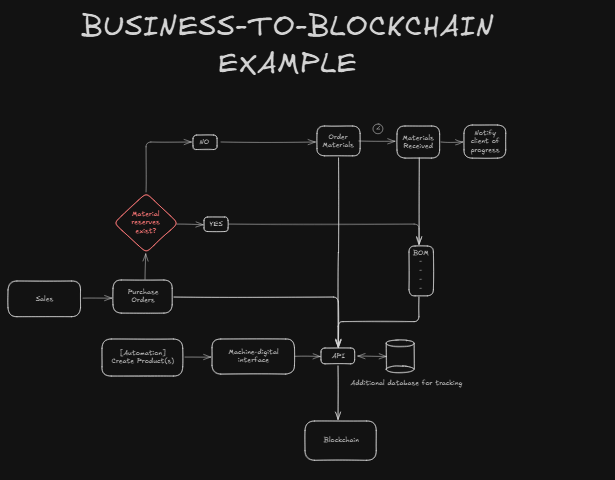 BUSINESS-TO-BLOCKCHAIN
EXAMPLE
NO
Order
Materials
Materials
Received
Notify
client of
progress
Material
reserves
exist?
YES
BOM
-
-
-
-
Sales
Purchase
Orders
[Automation]
Create Product(s)
Machine-digital
interface
API
Additional database for tracking
Blockchain